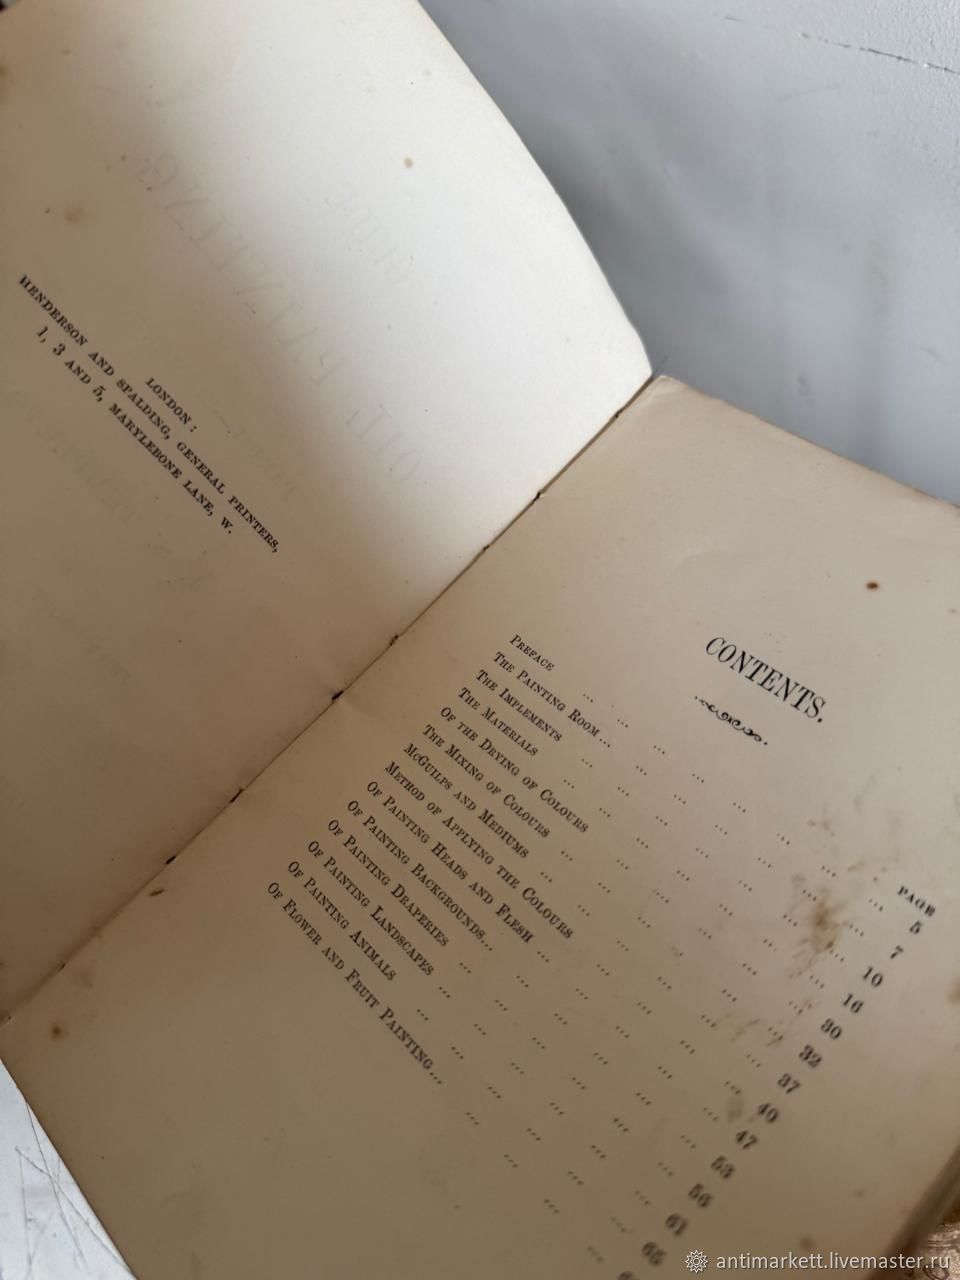 LONDON:
HENDERSON AND SPALDING, GENERAL PRINTERS,
1, 3 AND 5, MARYLEBONE LANE, W.
CONTENTS.
PAGE
PREFACE ... ... ... ... ... ... 5
THE PAINTING ROOM... ... ... ... ... 7
THE IMPLEMENTS ... ... ... ... ... 10
THE MATERIALS ... ... ... ... ... 16
OF THE DRYING OF COLOURS ... ... ... ... 30
THE MIXING OF COLOURS ... ... ... ... 32
MCGUILPS AND MEDIUMS ... ... ... ... 37
METHOD OF APPLYING THE COLOURS ... ... ... 40
OF PAINTING HEADS AND FLESH ... ... ... ... 47
OF PAINTING BACKGROUNDS... ... ... ... 53
OF PAINTING DRAPERIES ... ... ... ... 56
OF PAINTING LANDSCAPES ... ... ... ... 61
OF PAINTING ANIMALS ... ... ... ... 65
OF FLOWER AND FRUIT PAINTING... ... ... ...
antimarkett.livemaster.ru